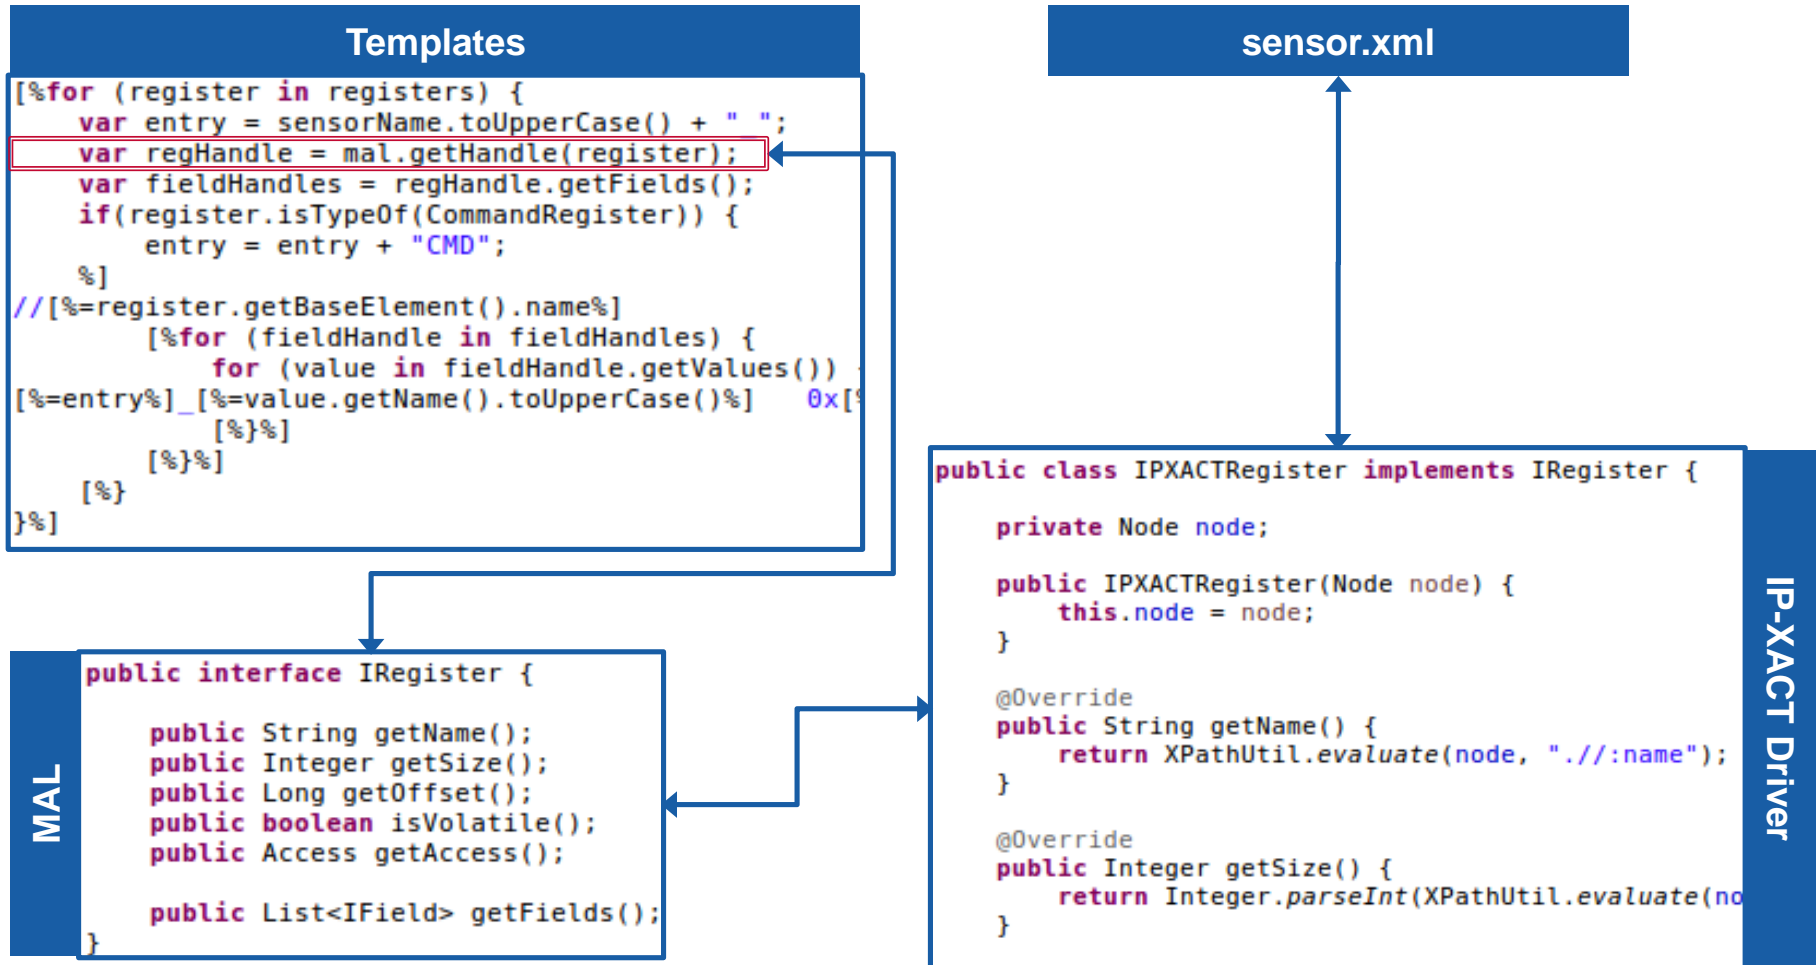 Templates
[%for (register in registers) {
    var entry = sensorName.toUpperCase() + "_";
    var regHandle = mal.getHandle(register);
    var fieldHandles = regHandle.getFields();
    if(register.isTypeOf(CommandRegister)) {
        entry = entry + "CMD";
    %]
//[%=register.getBaseElement().name%]
        [%for (fieldHandle in fieldHandles) {
            for (value in fieldHandle.getValues())
[%=entry%]_[%=value.getName().toUpperCase()%]   0x[
            [%}%]
        [%}%]
    [%}
}%]
sensor.xml
MAL
public interface IRegister {
    public String getName();
    public Integer getSize();
    public Long getOffset();
    public boolean isVolatile();
    public Access getAccess();
    public List<IField> getFields();
}
public class IPXACTRegister implements IRegister {
    private Node node;
    public IPXACTRegister(Node node) {
        this.node = node;
    }
    @Override
    public String getName() {
        return XPathUtil.evaluate(node, ".//:name");
    }
    @Override
    public Integer getSize() {
        return Integer.parseInt(XPathUtil.evaluate(no
    }
IP-XACT Driver